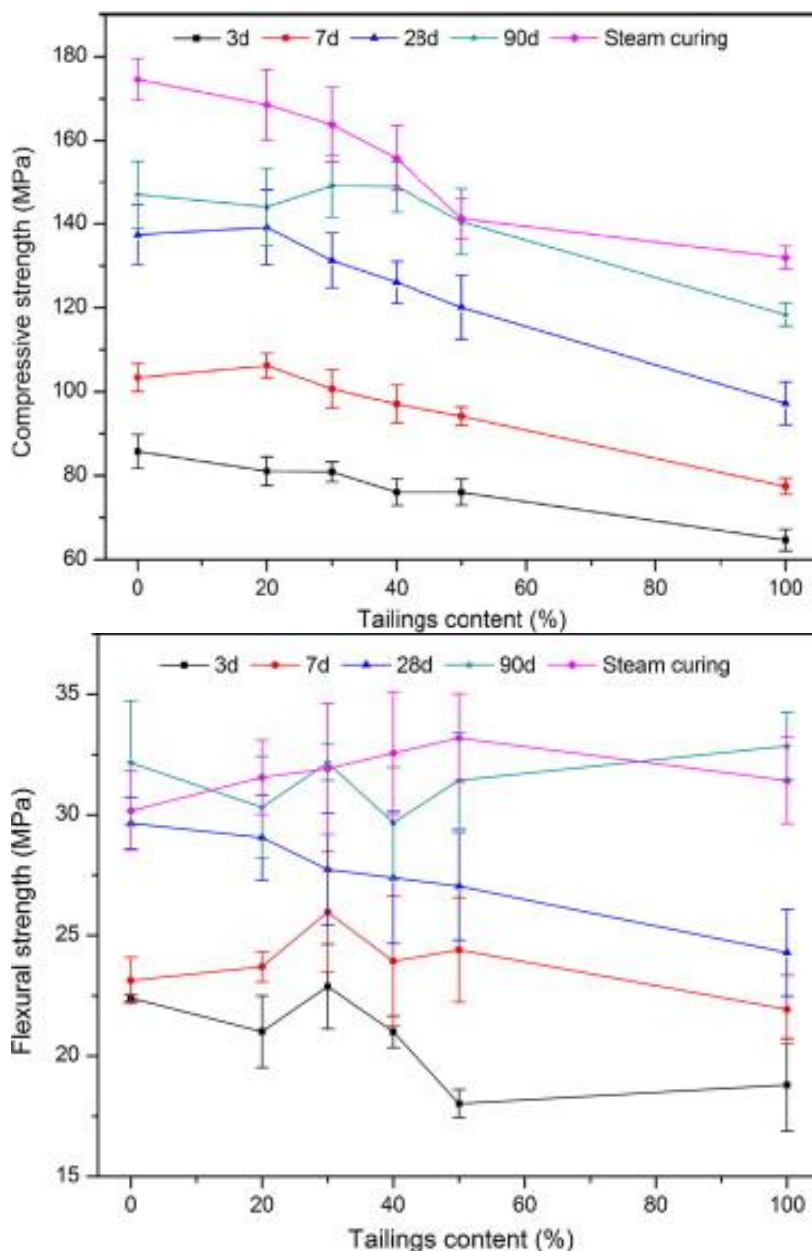 3d 7d 28d 90d Steam curing
180
160
140
120
100
80
60
Compressive strength (MPa)
0 20 40 60 80 100
Tailings content (%)
3d 7d 28d 90d Steam curing
35
30
25
20
15
Flexural strength (MPa)
0 20 40 60 80 100
Tailings content (%)